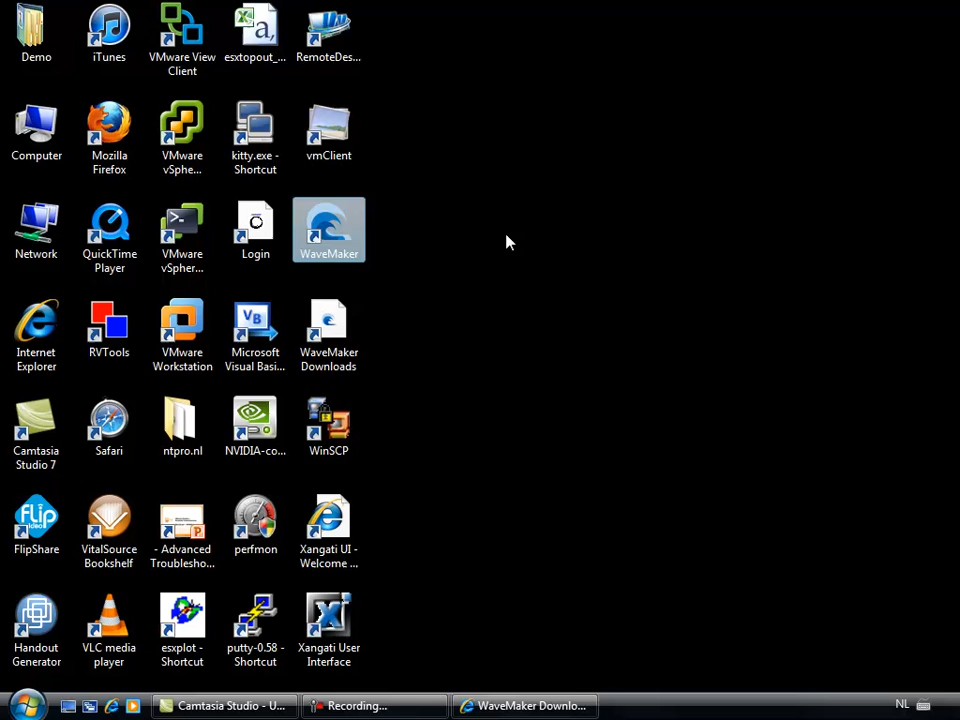 Demo
iTunes
VMware View
Client
esxtopout_...
RemoteDes...
Computer
Mozilla
Firefox
VMware
vSphe...
kitty.exe -
Shortcut
vmClient
Network
QuickTime
Player
VMware
vSpher...
Login
WaveMaker
Internet
Explorer
RVTools
VMware
Workstation
VB
Microsoft
Visual Basi...
WaveMaker
Downloads
Camtasia
Studio 7
Safari
ntpro.nl
NVIDIA-co...
WinSCP
flip
FlipShare
VitalSource
Bookshelf
- Advanced
Troublesho...
perfmon
Xangati UI -
Welcome ...
Handout
Generator
VLC media
player
esxplot -
Shortcut
putty-0.58 -
Shortcut
Xangati User
Interface
Camtasia Studio - U...
Recording...
WaveMaker Downlo...
NL